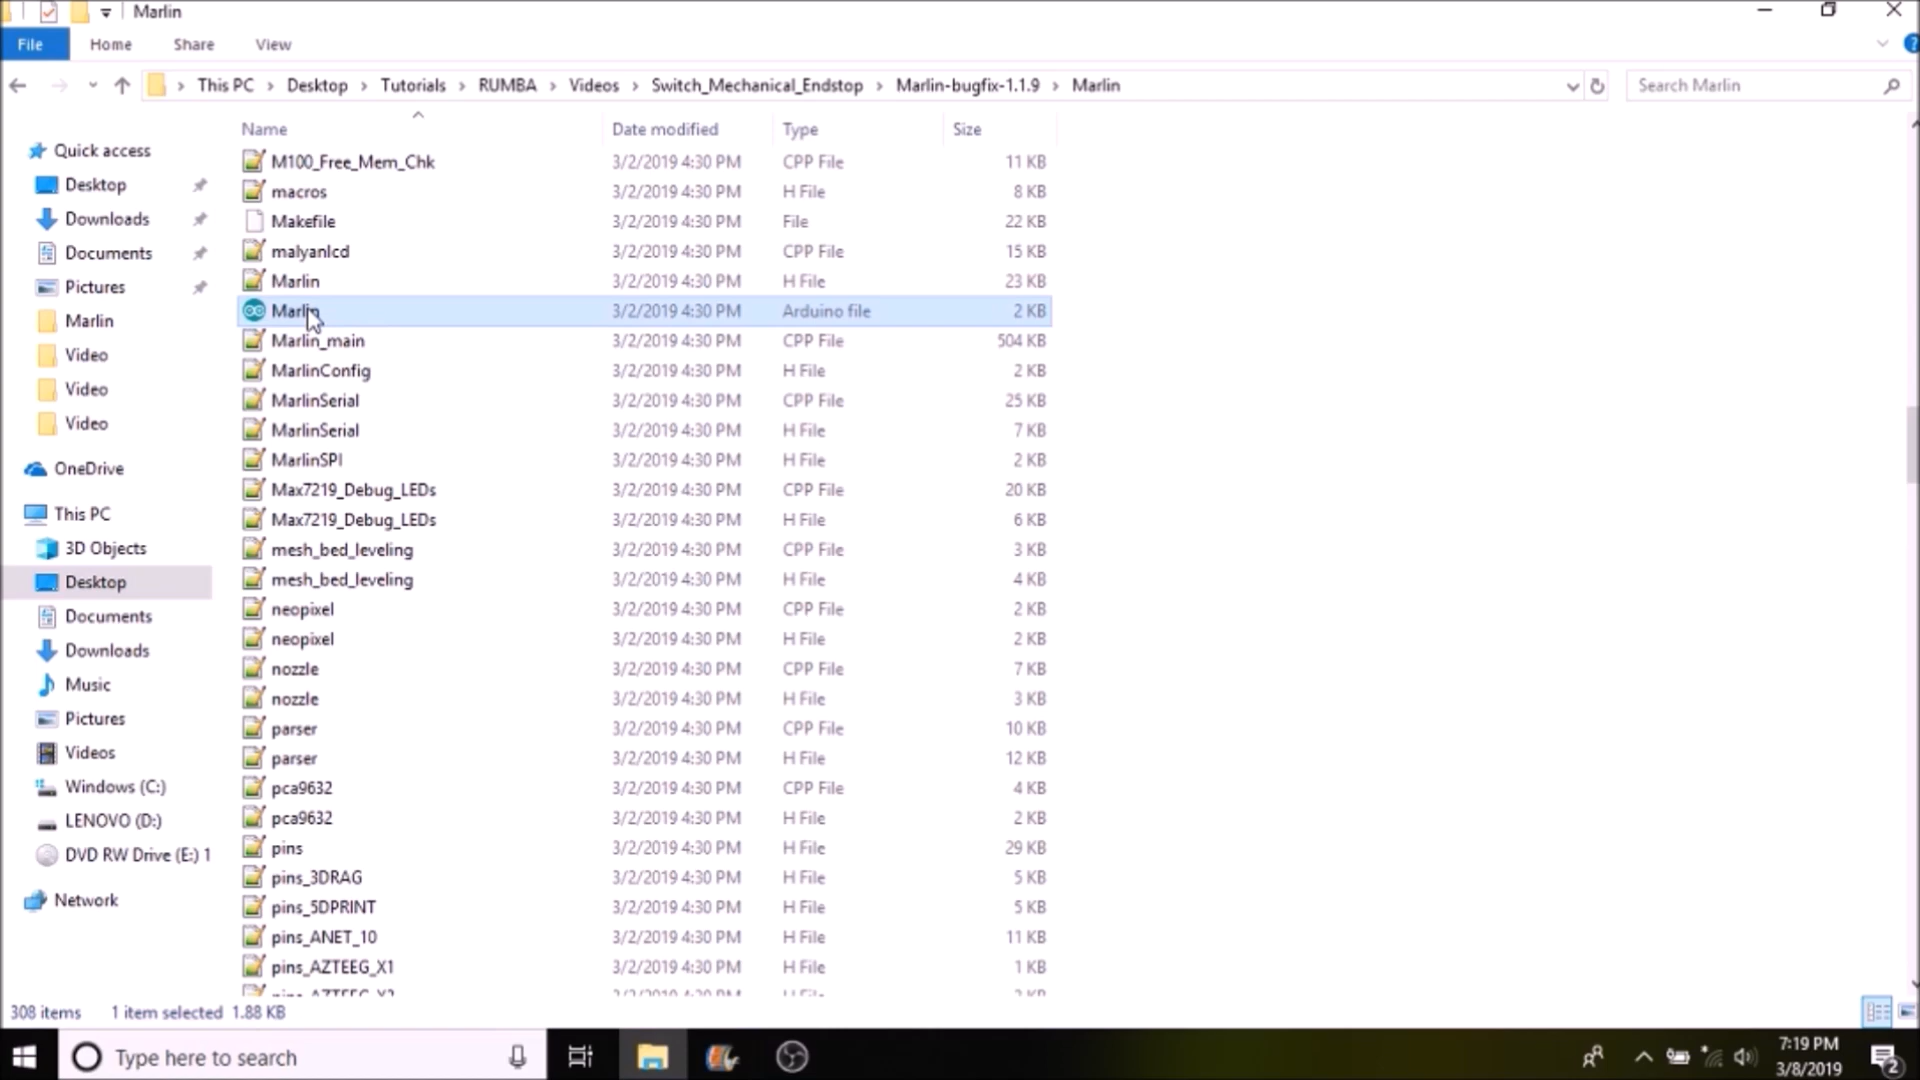 Marlin
File Home Share View
This PC Desktop Tutorials RUMBA Videos Switch_Mechanical_Endstop Marlin-bugfix-1.1.9 Marlin
Search Marlin
Name Date modified Type Size
Quick access
Desktop
Downloads
Documents
Pictures
Marlin
Video
Video
Video
OneDrive
This PC
3D Objects
Desktop
Documents
Downloads
Music
Pictures
Videos
Windows (C:)
LENOVO (D:)
DVD RW Drive (E:) 1
Network
M100_Free_Mem_Chk 3/2/2019 4:30 PM CPP File 11 KB
macros 3/2/2019 4:30 PM H File 8 KB
Makefile 3/2/2019 4:30 PM File 22 KB
malyanlcd 3/2/2019 4:30 PM CPP File 15 KB
Marlin 3/2/2019 4:30 PM H File 23 KB
Marlin 3/2/2019 4:30 PM Arduino file 2 KB
Marlin_main 3/2/2019 4:30 PM CPP File 504 KB
MarlinConfig 3/2/2019 4:30 PM H File 2 KB
MarlinSerial 3/2/2019 4:30 PM CPP File 25 KB
MarlinSerial 3/2/2019 4:30 PM H File 7 KB
MarlinSPI 3/2/2019 4:30 PM H File 2 KB
Max7219_Debug_LEDs 3/2/2019 4:30 PM CPP File 20 KB
Max7219_Debug_LEDs 3/2/2019 4:30 PM H File 6 KB
mesh_bed_leveling 3/2/2019 4:30 PM CPP File 3 KB
mesh_bed_leveling 3/2/2019 4:30 PM H File 4 KB
neopixel 3/2/2019 4:30 PM CPP File 2 KB
neopixel 3/2/2019 4:30 PM H File 2 KB
nozzle 3/2/2019 4:30 PM CPP File 7 KB
nozzle 3/2/2019 4:30 PM H File 3 KB
parser 3/2/2019 4:30 PM CPP File 10 KB
parser 3/2/2019 4:30 PM H File 12 KB
pca9632 3/2/2019 4:30 PM CPP File 4 KB
pca9632 3/2/2019 4:30 PM H File 2 KB
pins 3/2/2019 4:30 PM H File 29 KB
pins_3DRAG 3/2/2019 4:30 PM H File 5 KB
pins_5DPRINT 3/2/2019 4:30 PM H File 5 KB
pins_ANET_10 3/2/2019 4:30 PM H File 11 KB
pins_AZTEEG_X1 3/2/2019 4:30 PM H File 1 KB
308 items 1 item selected 1.88 KB
Type here to search
7:19 PM
3/8/2019
2